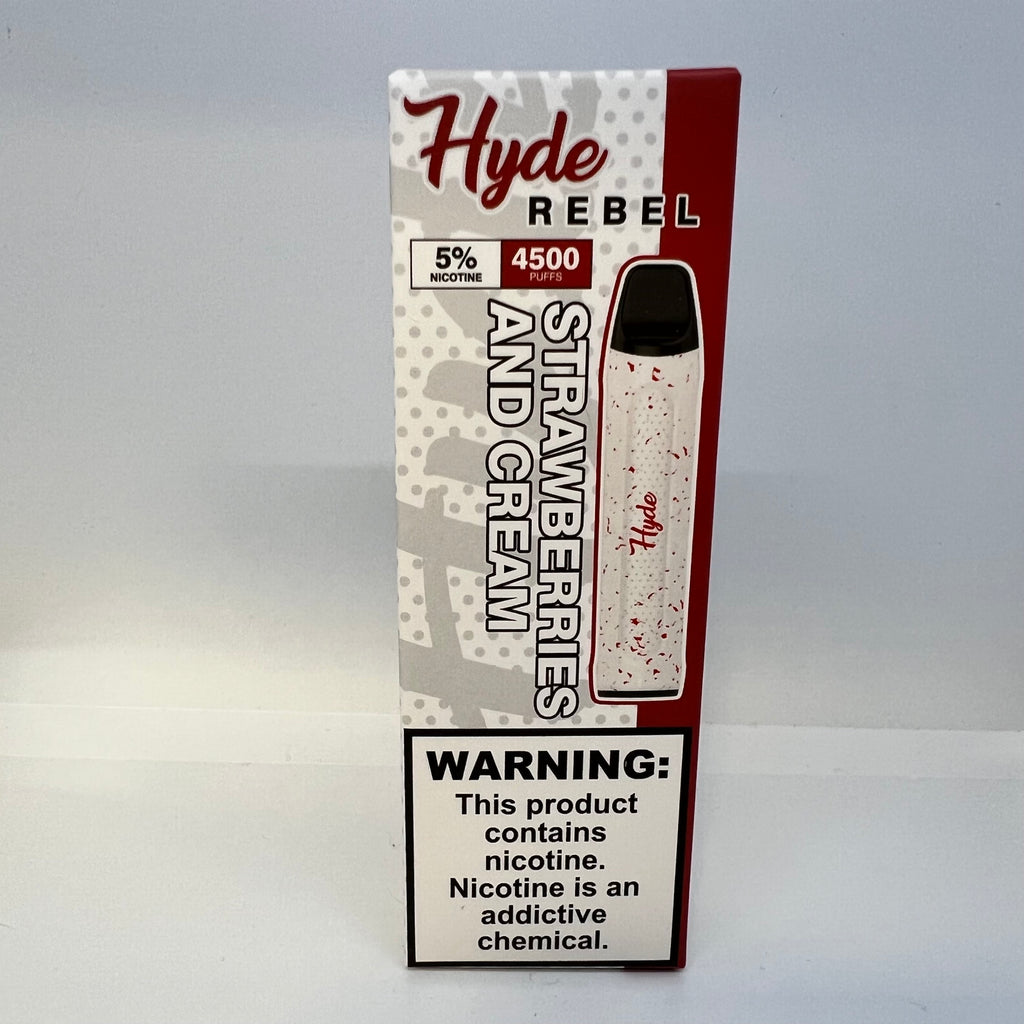 Hyde
REBEL
5%
NICOTINE
4500
PUFFS
STRAWBERRIES
AND CREAM
Hyde
WARNING:
This product
contains
nicotine.
Nicotine is an
addictive
chemical.